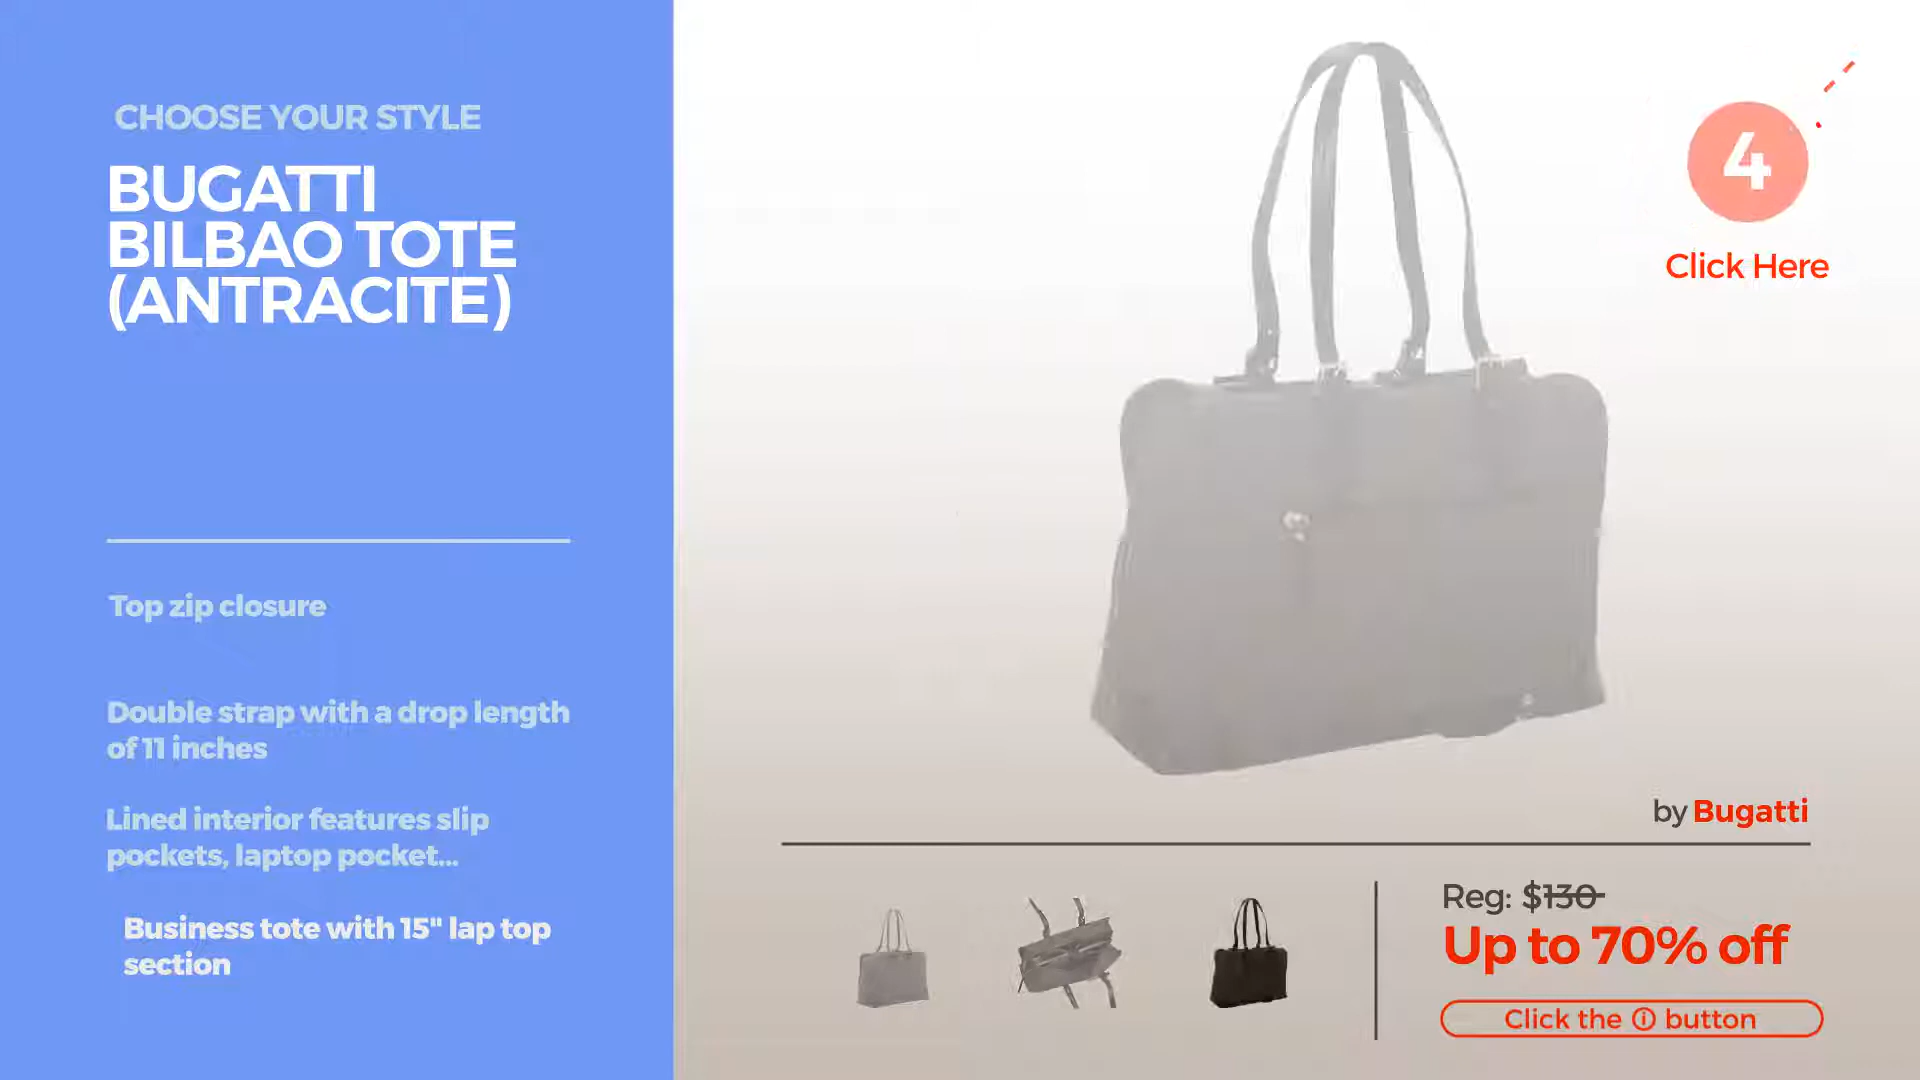 CHOOSE YOUR STYLE
BUGATTI
BILBAO TOTE
(ANTRACITE)
Top zip closure
Double strap with a drop length
of 11 inches
Lined interior features slip
pockets, laptop pocket...
Business tote with 15" lap top
section
4
Click Here
by Bugatti
Reg: $130
Up to 70% off
Click the ⓘ button